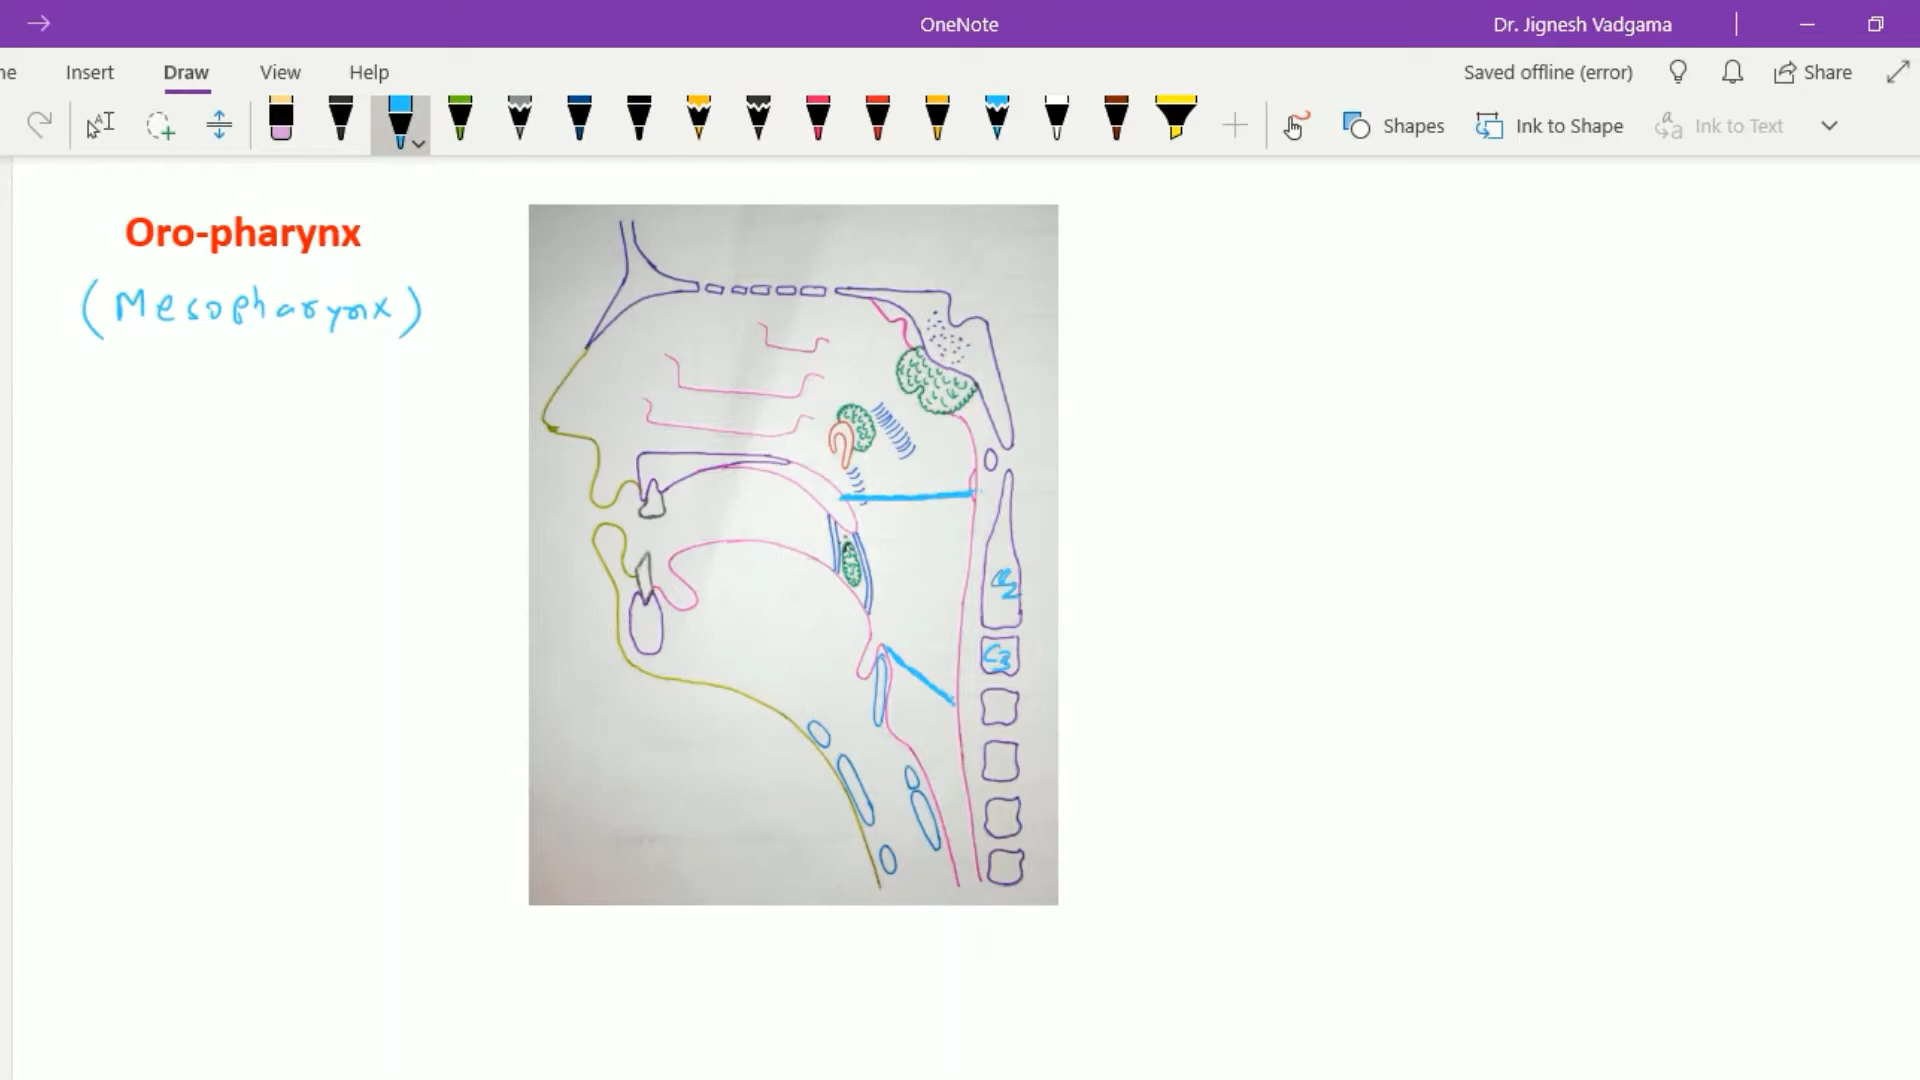 OneNote
Dr. Jignesh Vadgama
Insert
Draw
View
Help
Saved offline (error)
Share
Shapes
Ink to Shape
Ink to Text
Oro-pharynx
(Mesopharynx)
C2
C3